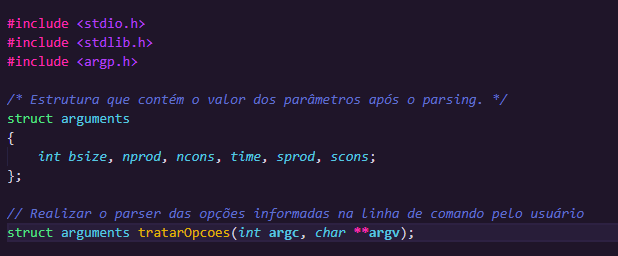 #include <stdio.h>
#include <stdlib.h>
#include <argp.h>
/* Estrutura que contém o valor dos parâmetros após o parsing. */
struct arguments
{
int bsize, nprod, ncons, time, sprod, scons;
};
// Realizar o parser das opções informadas na linha de comando pelo usuário
struct arguments tratarOpcoes(int argc, char **argv);